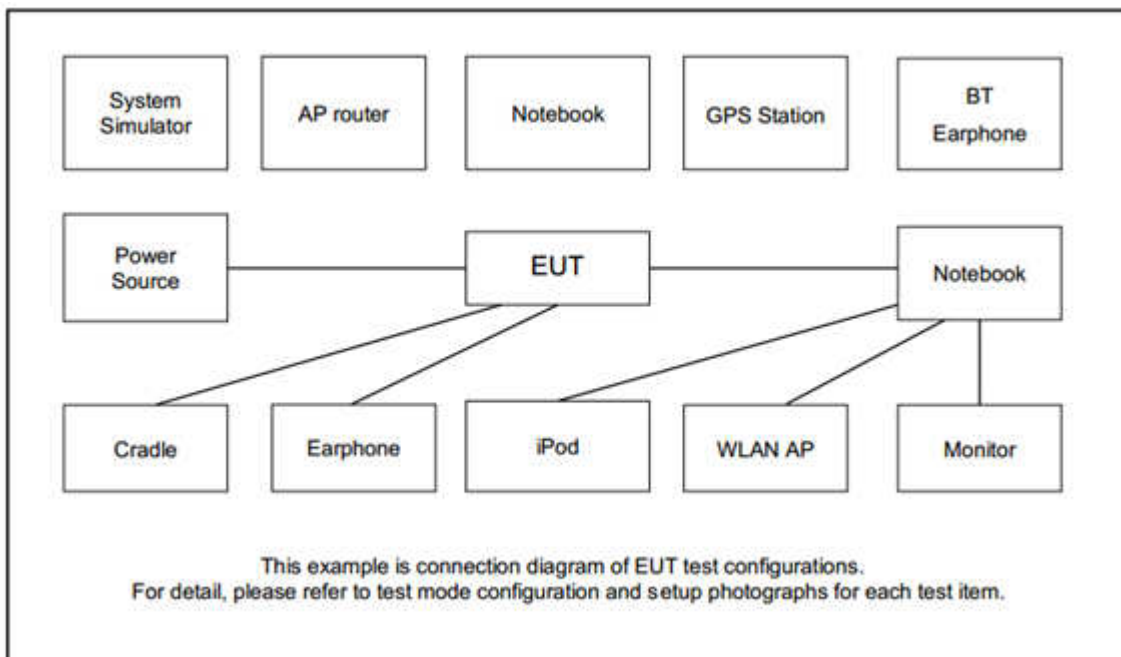 System
Simulator
AP router
Notebook
GPS Station
BT
Earphone
Power
Source
EUT
Notebook
Cradle
Earphone
iPod
WLAN AP
Monitor
This example is connection diagram of EUT test configurations.
For detail, please refer to test mode configuration and setup photographs for each test item.